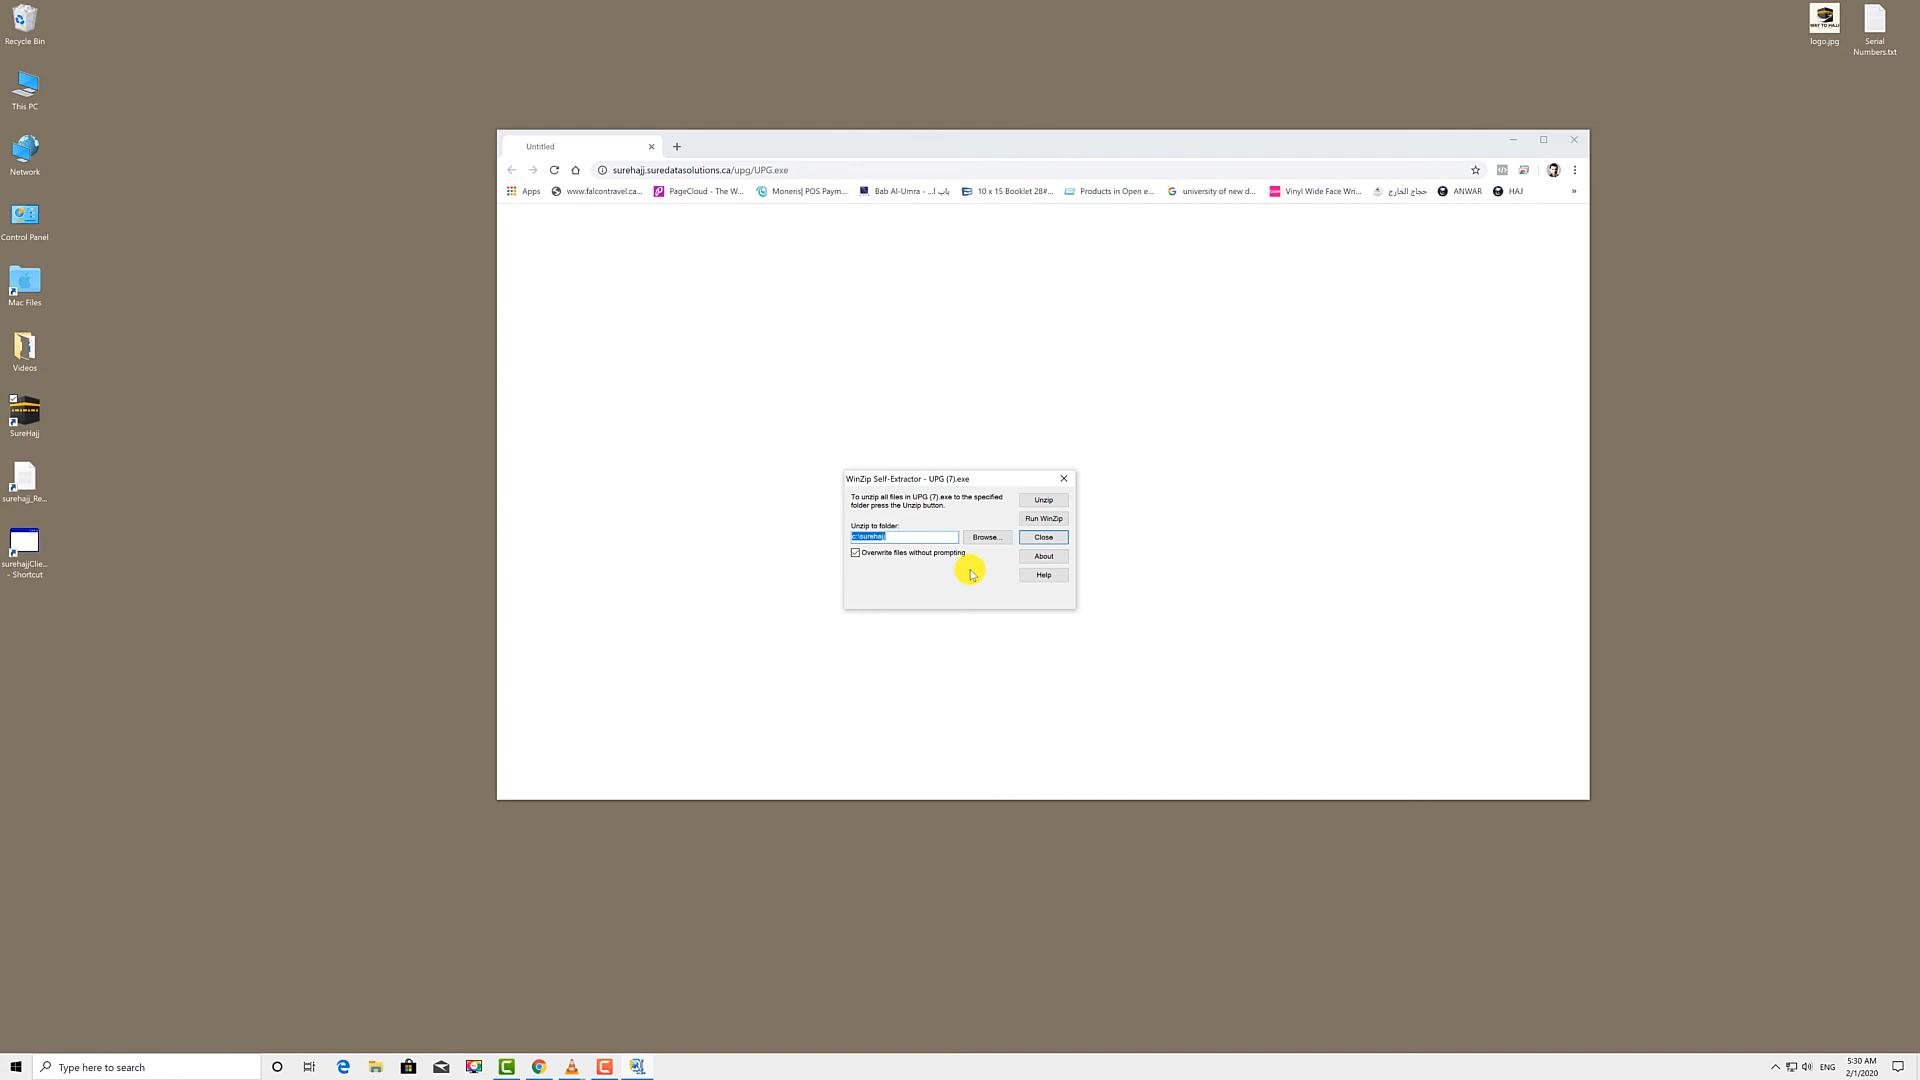 Recycle Bin
This PC
Network
Control Panel
Mac Files
Videos
SureHajj
surehajj_Re...
surehajjClie...
- Shortcut
WAY TO HAJJ
logo.jpg
Serial
Numbers.txt
Untitled
surehajj.suredatasolutions.ca/upg/UPG.exe
Apps
www.falcontravel.ca...
PageCloud - The W...
Moneris| POS Paym...
Bab Al-Umra - ...باب ا
10 x 15 Booklet 28#...
Products in Open e...
university of new d...
Vinyl Wide Face Wri...
حجاج الخارج
ANWAR
HAJ
»
WinZip Self-Extractor - UPG (7).exe
To unzip all files in UPG (7).exe to the specified
folder press the Unzip button.
Unzip to folder:
c:\surehajj
Browse...
Overwrite files without prompting
Unzip
Run WinZip
Close
About
Help
Type here to search
ENG
5:30 AM
2/1/2020